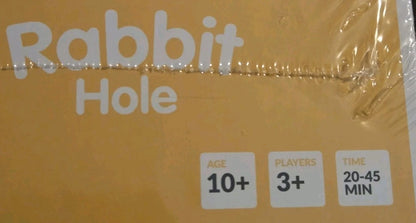 Rabbit
Hole
AGE
10+
PLAYERS
3+
TIME
20-45
MIN